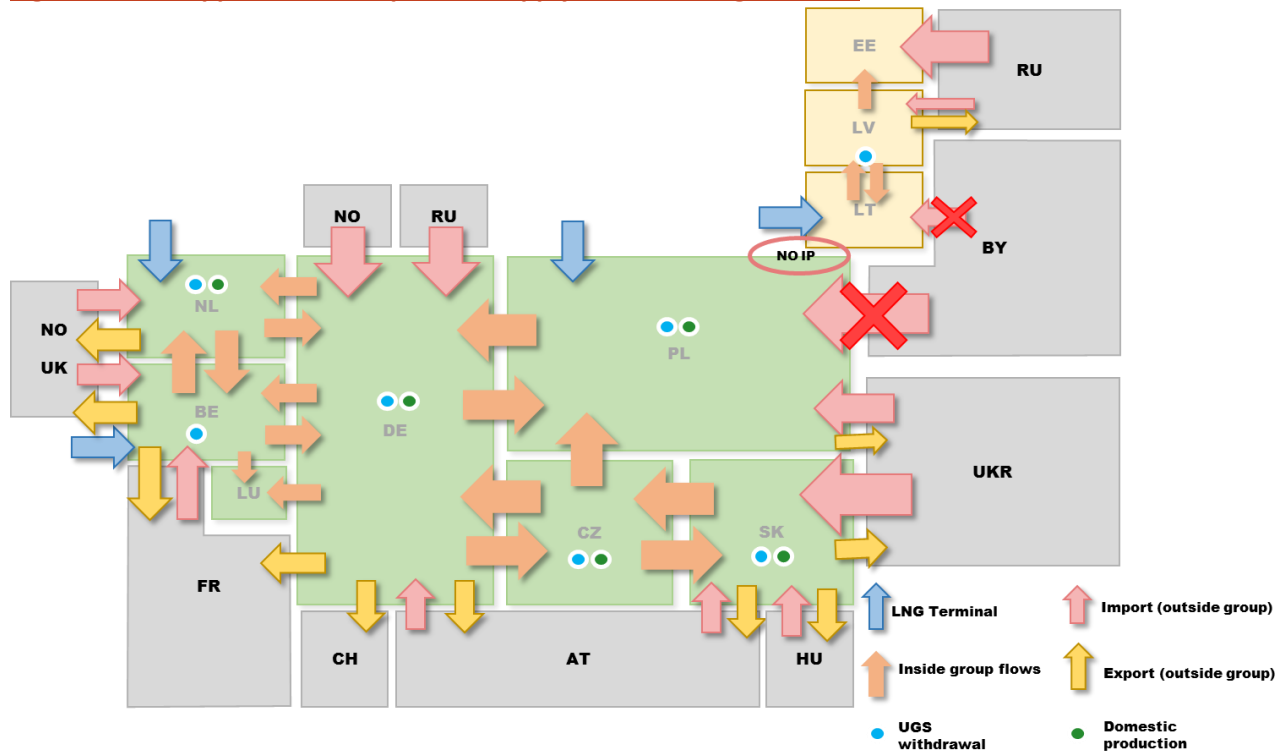 EE
RU
LV
LT
NO
RU
BY
NO IP
NL
NO
UK
PL
BE
DE
UKR
LU
CZ
SK
FR
LNG Terminal
Import (outside group)
CH
AT
HU
Inside group flows
Export (outside group)
UGS
withdrawal
Domestic
production